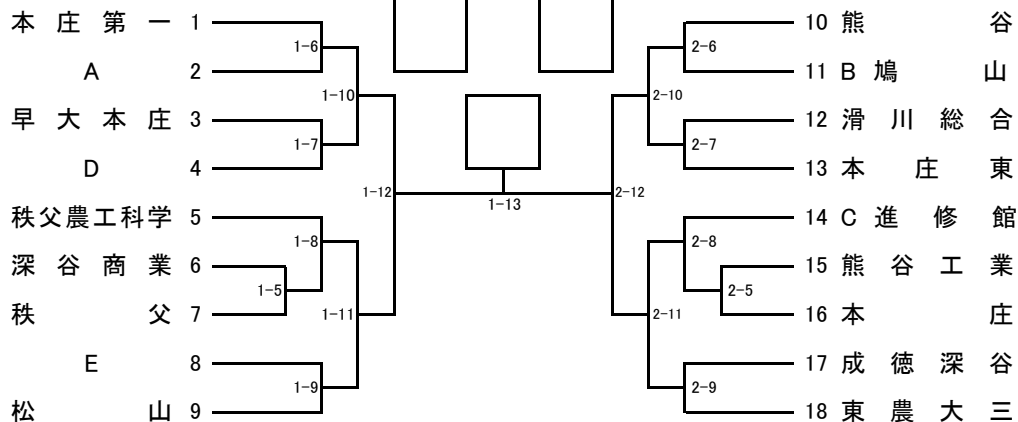 本庄第一 1
1-6
A 2
1-10
早大本庄 3
1-7
D 4
1-12
秩父農工科学 5
1-8
深谷商業 6
1-5
秩父 7
1-11
E 8
1-9
松山 9
1-13
10 熊谷
2-6
11 B 鳩山
2-10
12 滑川総合
2-7
13 本庄東
2-12
14 C 進修館
2-8
15 熊谷工業
2-5
16 本庄
2-11
17 成徳深谷
2-9
18 東農大三